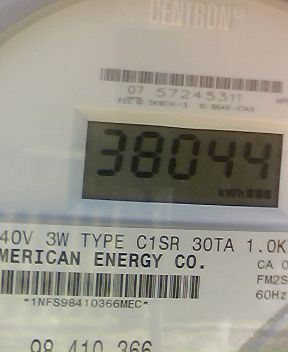 CENTRON®
07 57245311
38044
kWh
40V 3W TYPE C1SR 30TA 1.0K
MERICAN ENERGY CO.
CA 0
FM2S
60Hz
*1NFS98410366MEC*
98 410 366